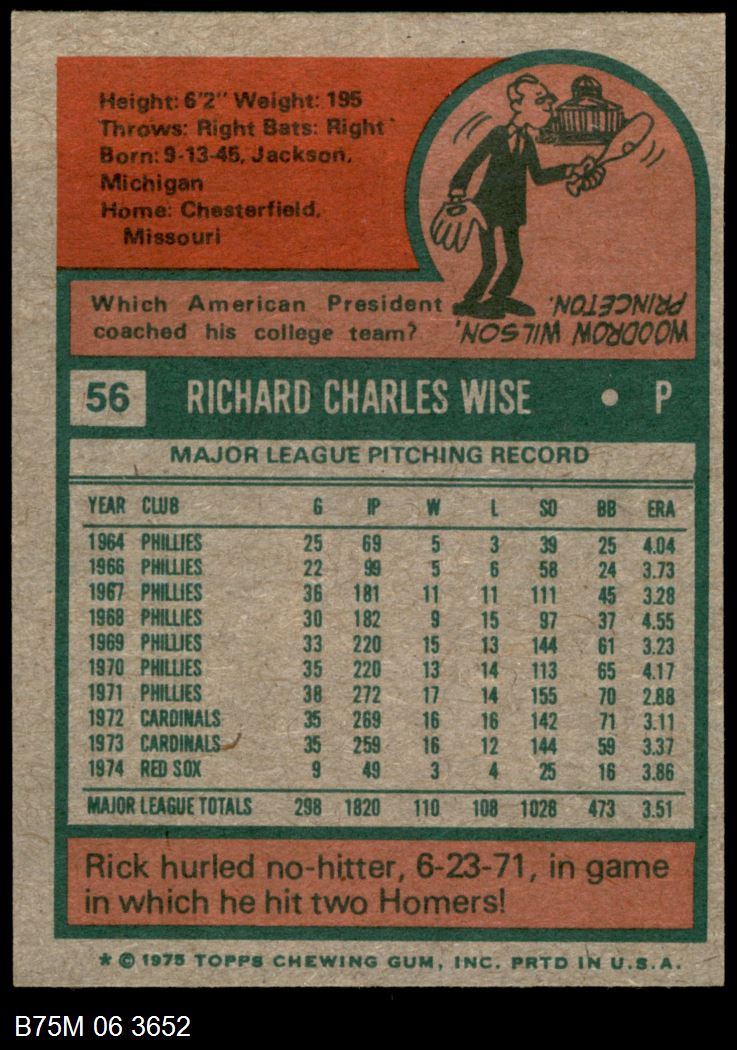 Height: 6'2" Weight: 195
Throws: Right Bats: Right
Born: 9-13-45, Jackson,
Michigan
Home: Chesterfield,
Missouri
Which American President
coached his college team?
WOODROW WILSON,
PRINCETON.
56 RICHARD CHARLES WISE • P
MAJOR LEAGUE PITCHING RECORD
YEAR CLUB G IP W L SO BB ERA
1964 PHILLIES 25 69 5 3 39 25 4.04
1966 PHILLIES 22 99 5 6 58 24 3.73
1967 PHILLIES 36 181 11 11 111 45 3.28
1968 PHILLIES 30 182 9 15 97 37 4.55
1969 PHILLIES 33 220 15 13 144 61 3.23
1970 PHILLIES 35 220 13 14 113 65 4.17
1971 PHILLIES 38 272 17 14 155 70 2.88
1972 CARDINALS 35 269 16 16 142 71 3.11
1973 CARDINALS 35 259 16 12 144 59 3.37
1974 RED SOX 9 49 3 4 25 16 3.86
MAJOR LEAGUE TOTALS 298 1820 110 108 1028 473 3.51
Rick hurled no-hitter, 6-23-71, in game
in which he hit two Homers!
* © 1975 TOPPS CHEWING GUM, INC. PRTD IN U.S.A.
B75M 06 3652